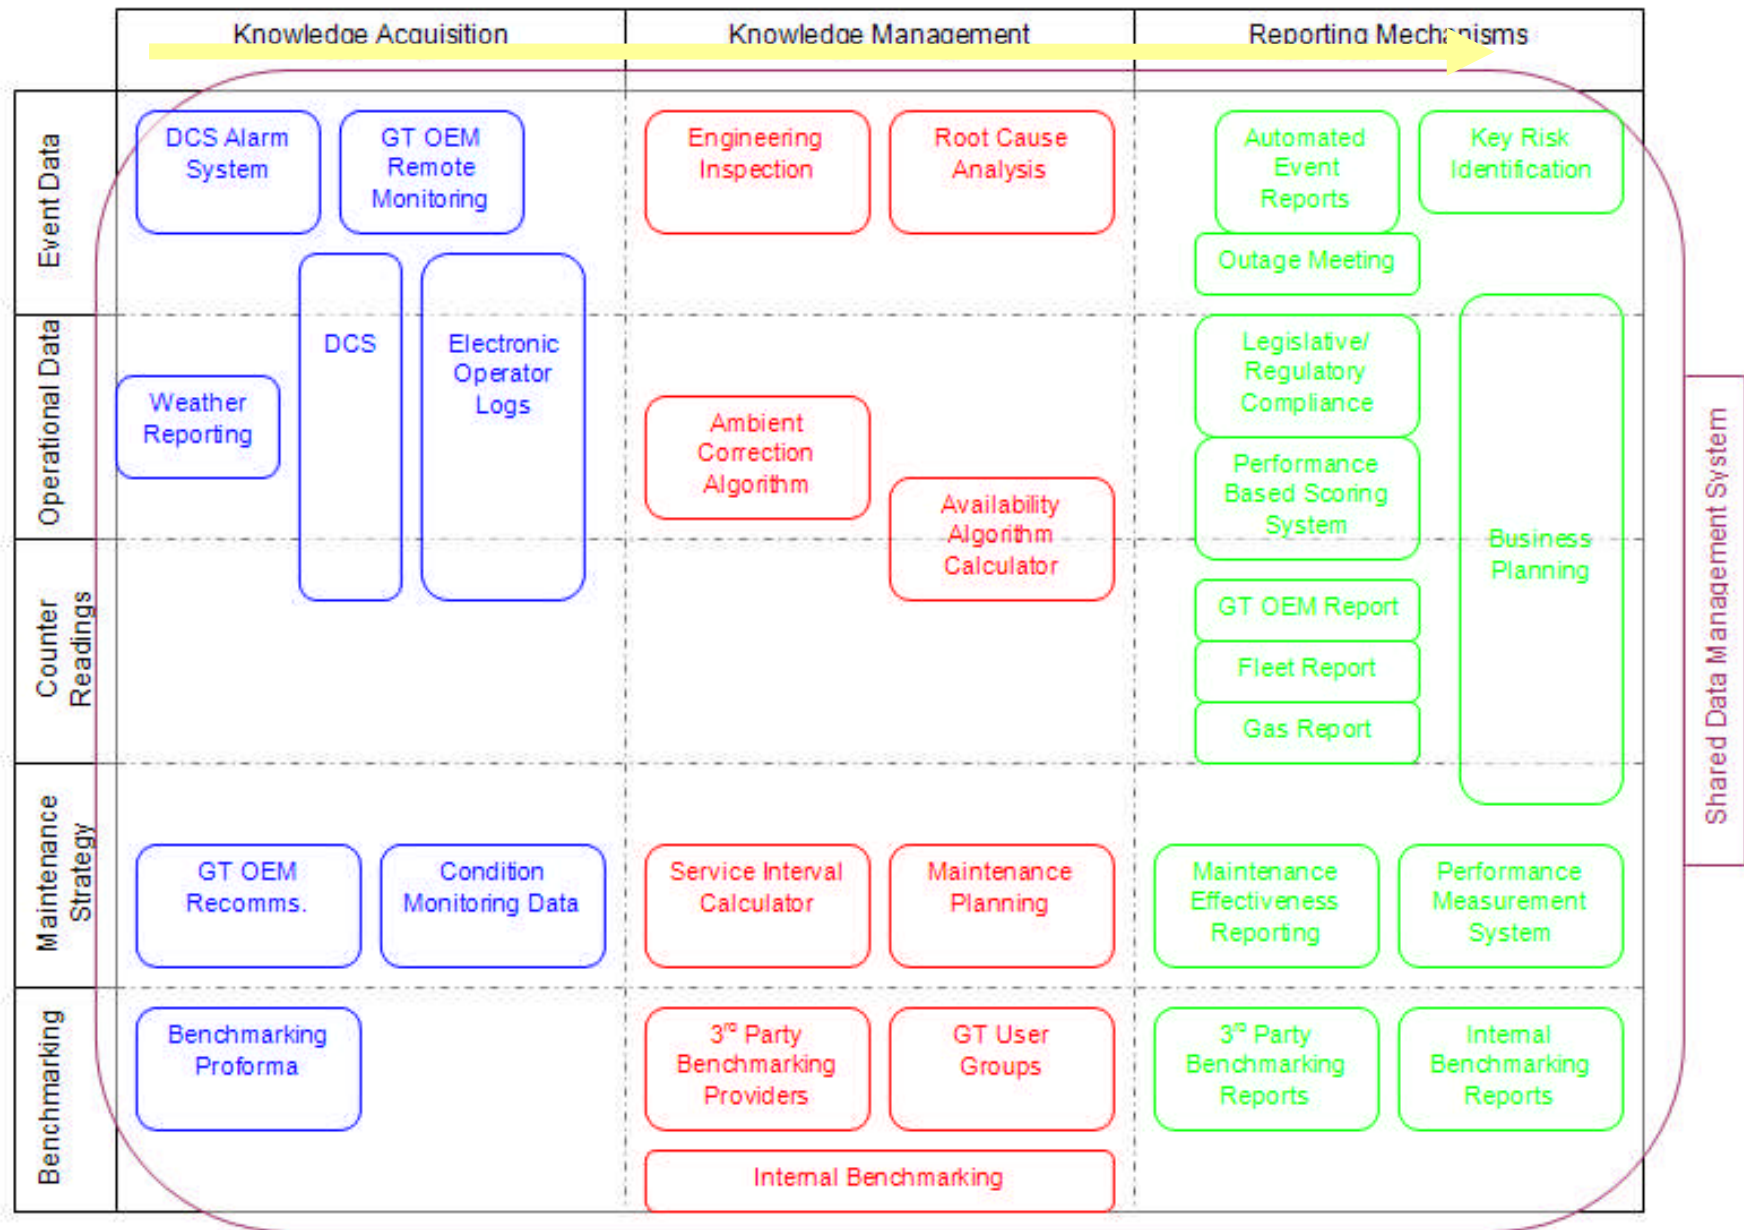 Knowledge Acquisition
Knowledge Management
Reporting Mechanisms
Event Data
DCS Alarm
System
GT OEM
Remote
Monitoring
Engineering
Inspection
Root Cause
Analysis
Automated
Event
Reports
Key Risk
Identification
Outage Meeting
Operational Data
DCS
Electronic
Operator
Logs
Weather
Reporting
Ambient
Correction
Algorithm
Availability
Algorithm
Calculator
Legislative/
Regulatory
Compliance
Performance
Based Scoring
System
Business
Planning
Counter
Readings
GT OEM Report
Fleet Report
Gas Report
Maintenance
Strategy
GT OEM
Recomms.
Condition
Monitoring Data
Service Interval
Calculator
Maintenance
Planning
Maintenance
Effectiveness
Reporting
Performance
Measurement
System
Benchmarking
Benchmarking
Proforma
3rd Party
Benchmarking
Providers
GT User
Groups
Internal Benchmarking
3rd Party
Benchmarking
Reports
Internal
Benchmarking
Reports
Shared Data Management System